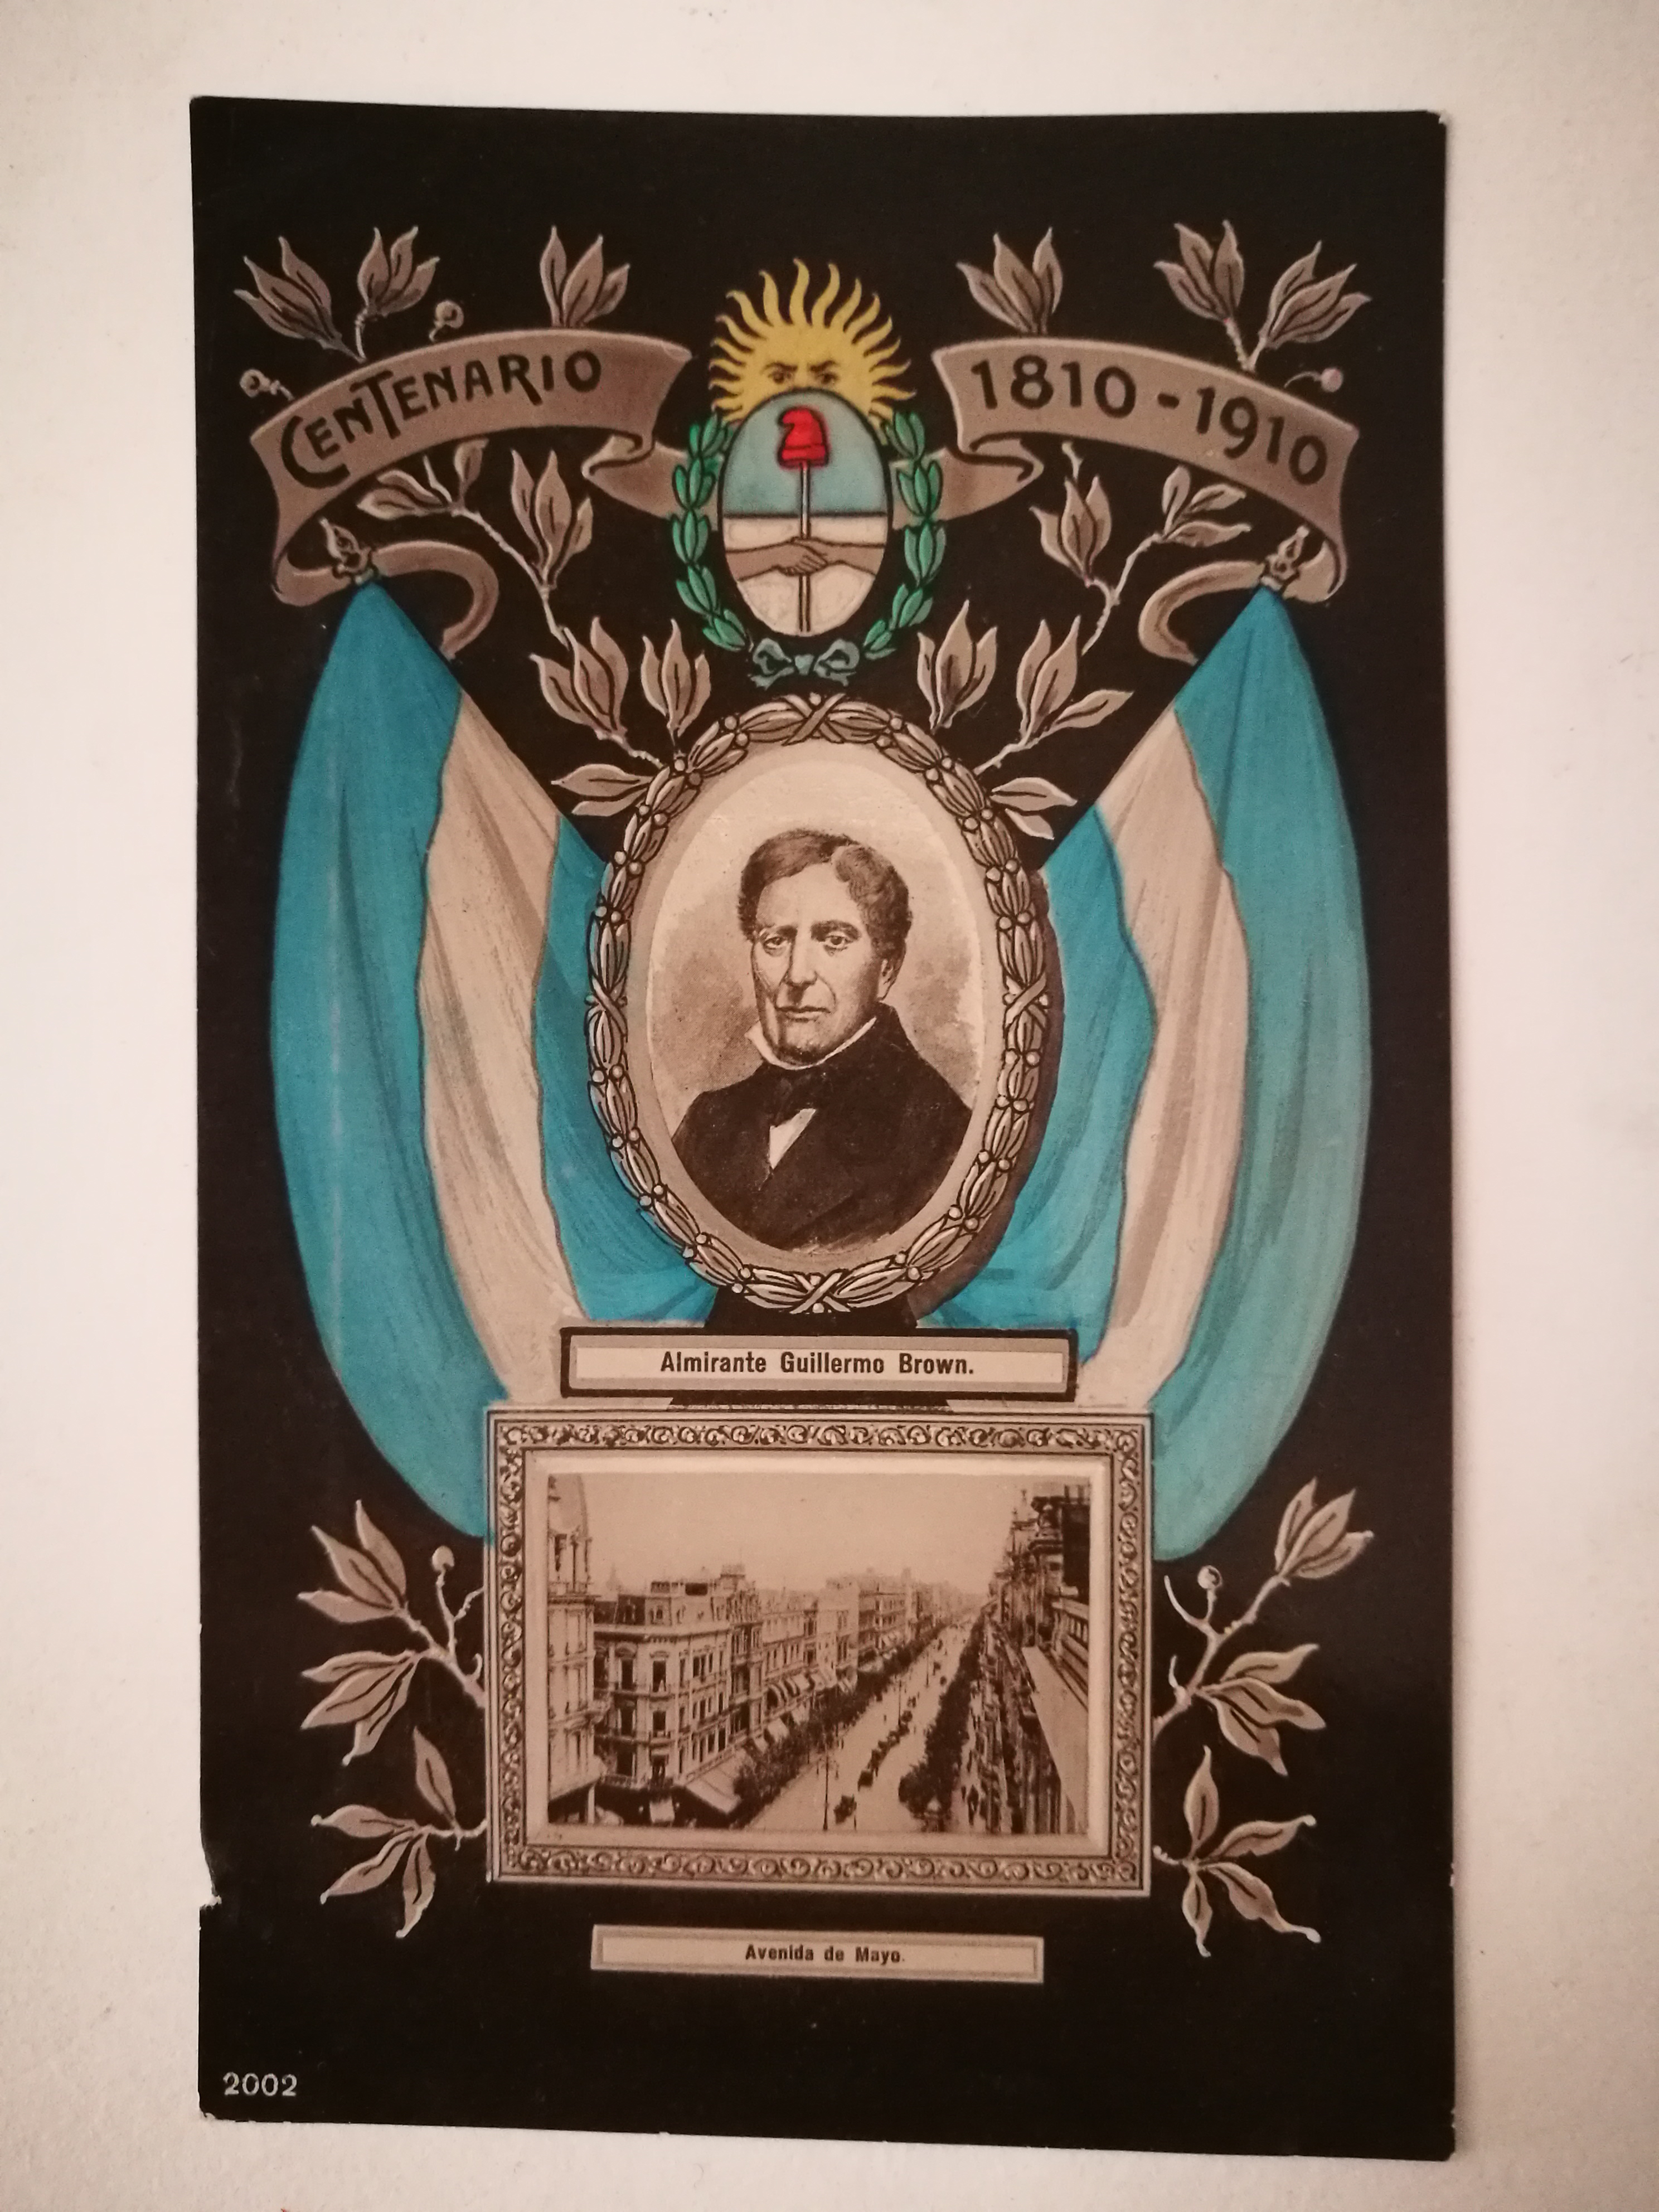 CENTENARIO
1810-1910
Almirante Guillermo Brown.
Avenida de Mayo.
2002